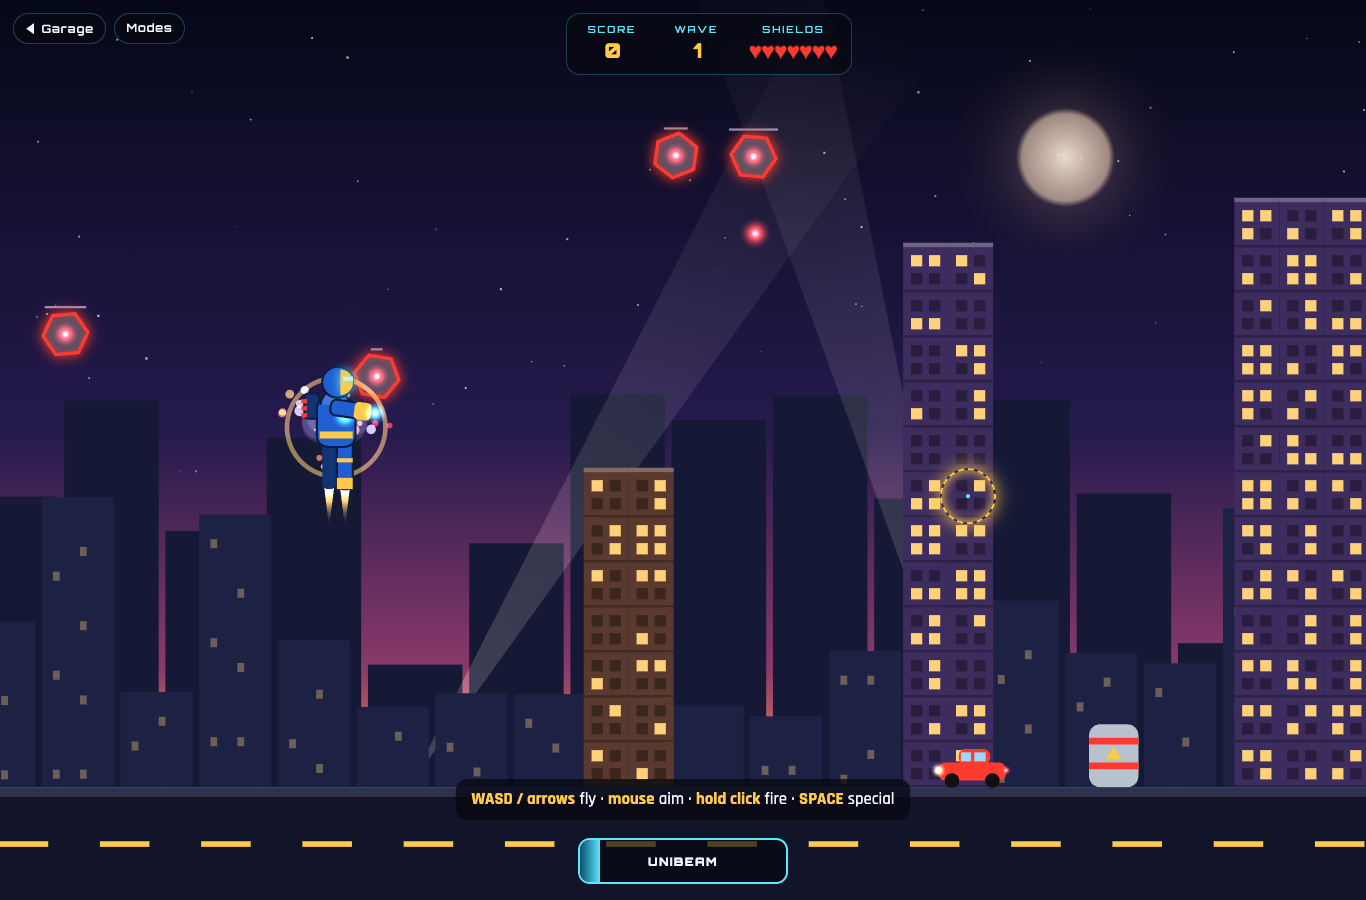 Garage
Modes
SCORE WAVE SHIELDS
0 1
WASD / arrows fly · mouse aim · hold click fire · SPACE special
UNIBEAM